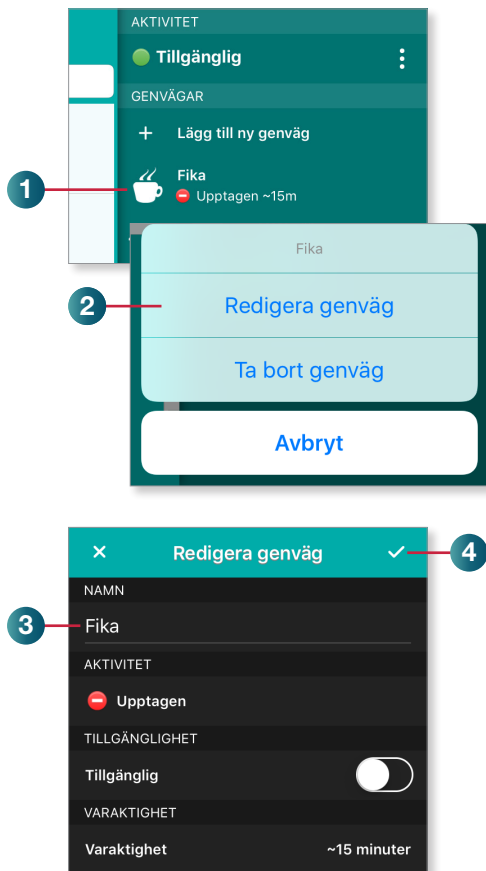 AKTIVITET
Tillgänglig
GENVÄGAR
+ Lägg till ny genväg
1
Fika
Upptagen ~15m
Fika
2
Redigera genväg
Ta bort genväg
Avbryt
Redigera genväg
4
NAMN
3
Fika
AKTIVITET
Upptagen
TILLGÄNGLIGHET
Tillgänglig
VARAKTIGHET
Varaktighet ~15 minuter